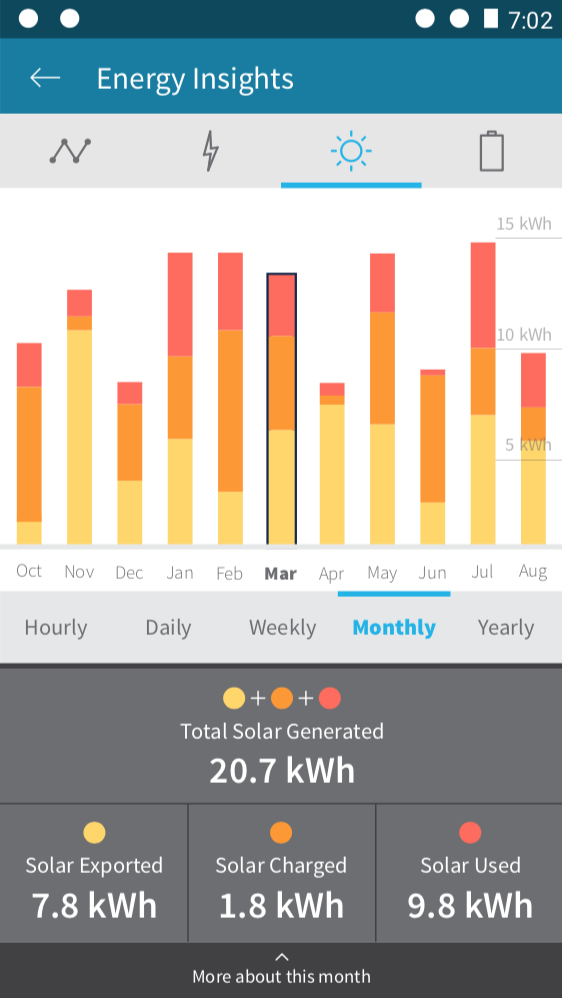 7:02
Energy Insights
15 kWh
10 kWh
5 kWh
Oct Nov Dec Jan Feb Mar Apr May Jun Jul Aug
Hourly Daily Weekly Monthly Yearly
+ +
Total Solar Generated
20.7 kWh
Solar Exported Solar Charged Solar Used
7.8 kWh 1.8 kWh 9.8 kWh
More about this month